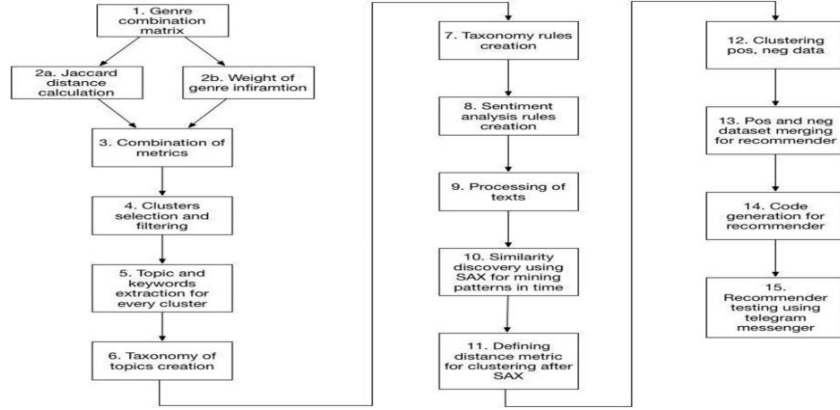 1. Genre
combination
matrix
2a. Jaccard
distance
calculation
2b. Weight of
genre infiramtion
3. Combination of
metrics
4. Clusters
selection and
filtering
5. Topic and
keywords
extraction for
every cluster
6. Taxonomy of
topics creation
7. Taxonomy rules
creation
8. Sentiment
analysis rules
creation
9. Processing of
texts
10. Similarity
discovery using
SAX for mining
patterns in time
11. Defining
distance metric
for clustering after
SAX
12. Clustering
pos, neg data
13. Pos and neg
dataset merging
for recommender
14. Code
generation for
recommender
15.
Recommender
testing using
telegram
messenger